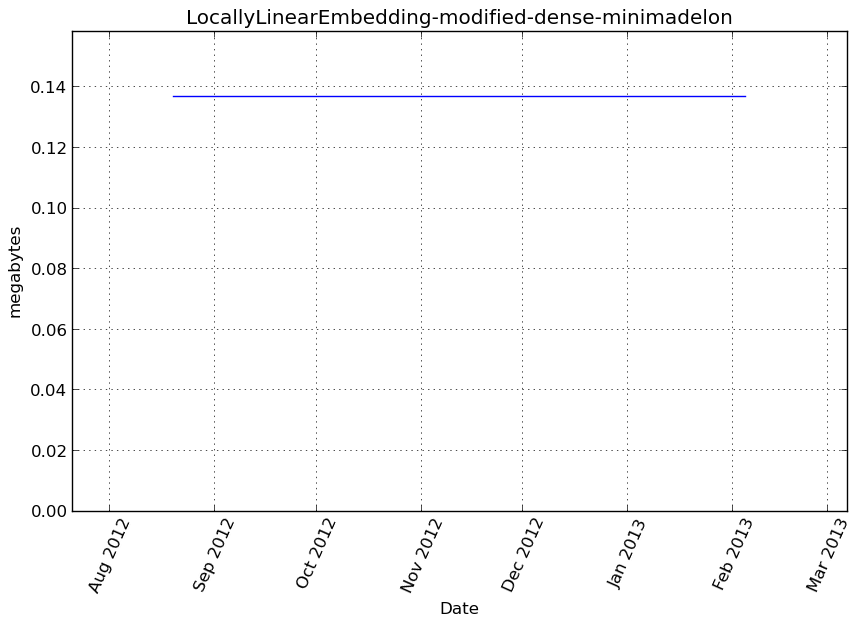 LocallyLinearEmbedding-modified-dense-minimadelon
0.14
0.12
0.10
0.08
0.06
0.04
0.02
0.00
megabytes
Aug 2012
Sep 2012
Oct 2012
Nov 2012
Dec 2012
Jan 2013
Feb 2013
Mar 2013
Date